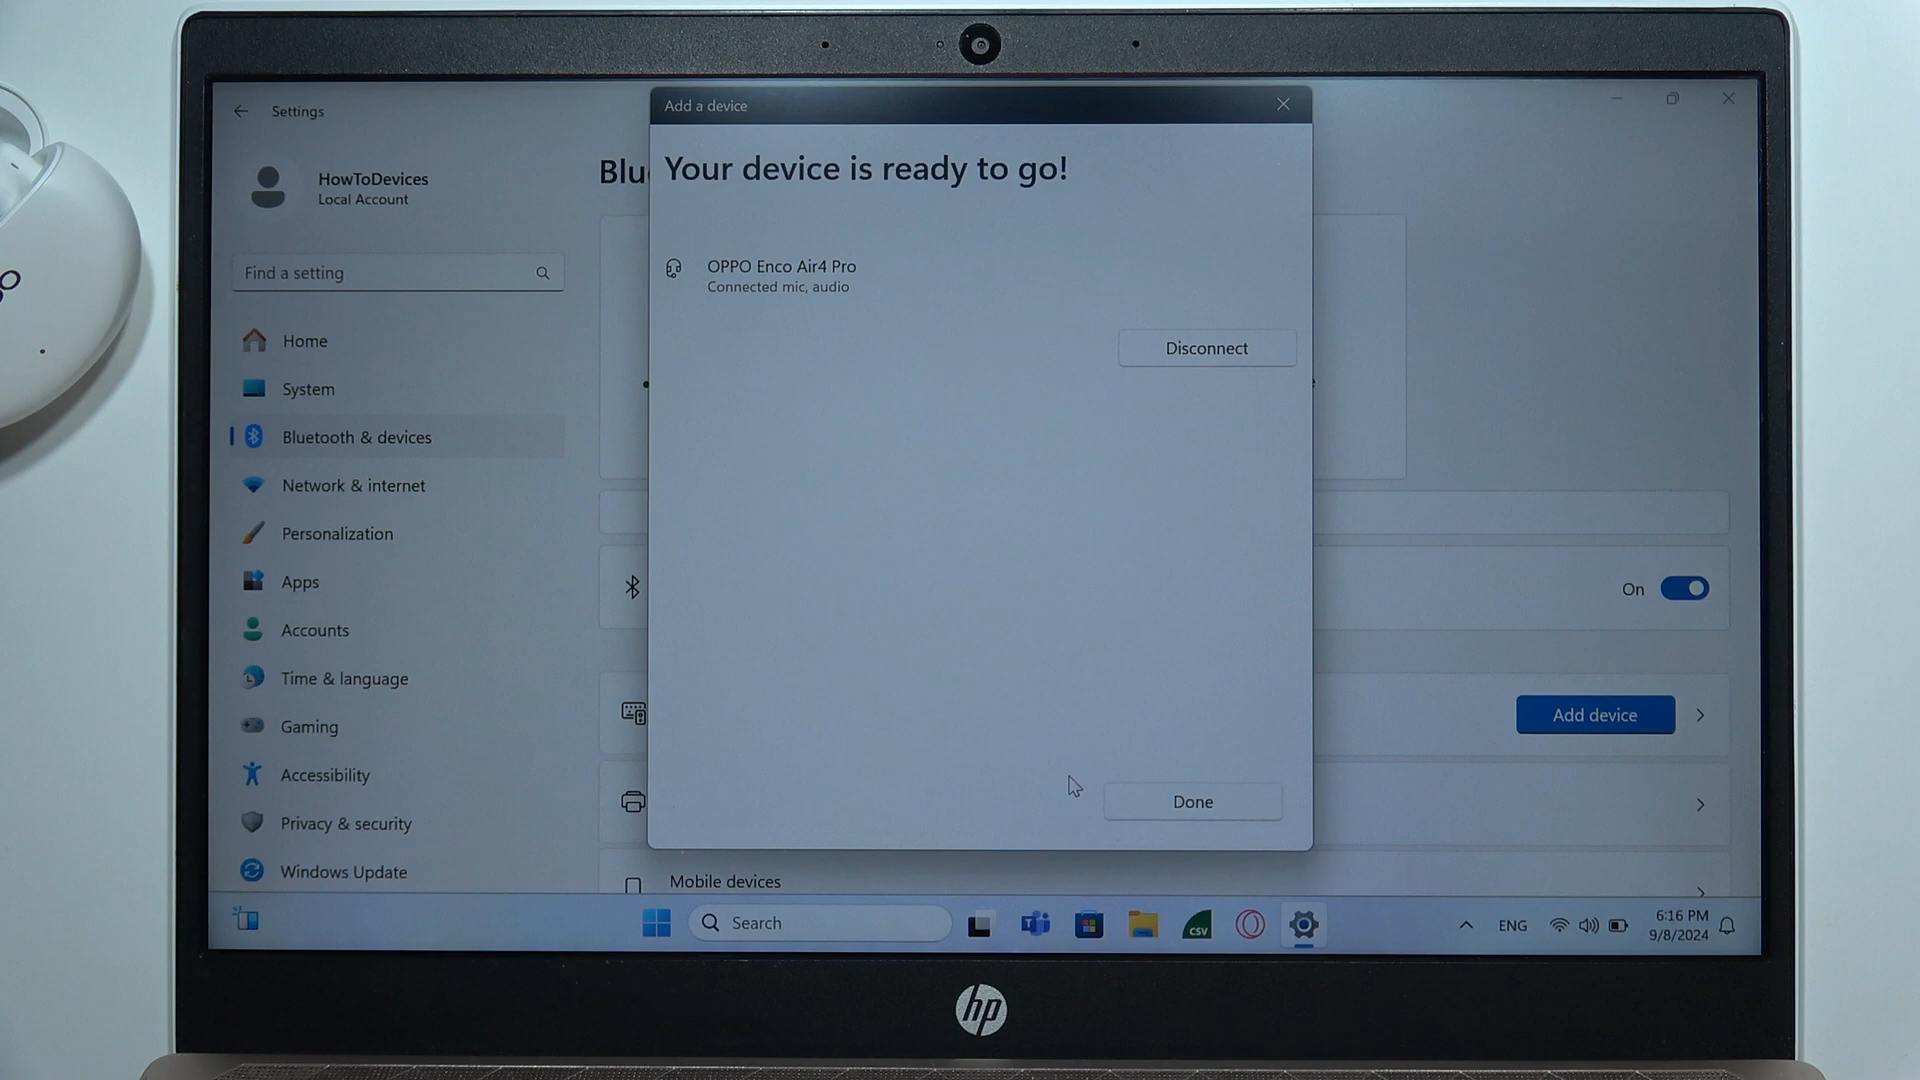 Settings
HowToDevices
Local Account
Find a setting
Home
System
Bluetooth & devices
Network & internet
Personalization
Apps
Accounts
Time & language
Gaming
Accessibility
Privacy & security
Windows Update
Blu
Add a device
Your device is ready to go!
OPPO Enco Air4 Pro
Connected mic, audio
Disconnect
Done
On
Add device
Mobile devices
Search
CSV
ENG
6:16 PM
9/8/2024
hp